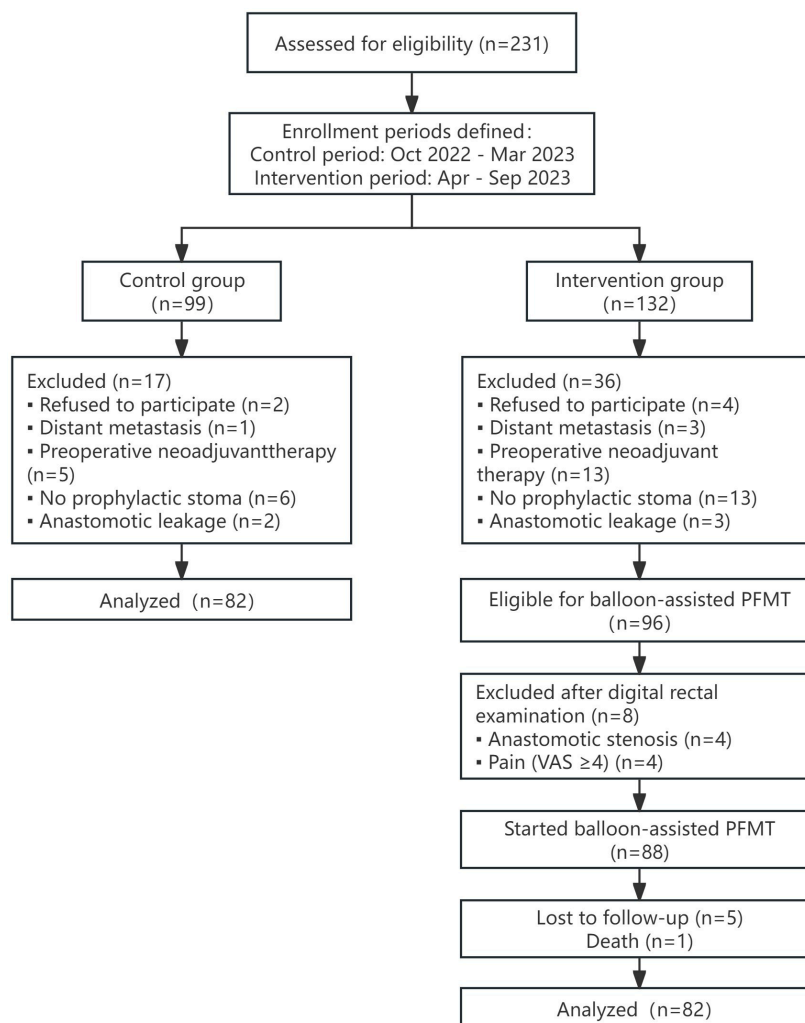 Assessed for eligibility (n=231)
Enrollment periods defined:
Control period: Oct 2022 - Mar 2023
Intervention period: Apr - Sep 2023
Control group
(n=99)
Excluded (n=17)
▪ Refused to participate (n=2)
▪ Distant metastasis (n=1)
▪ Preoperative neoadjuvanttherapy
(n=5)
▪ No prophylactic stoma (n=6)
▪ Anastomotic leakage (n=2)
Analyzed (n=82)
Intervention group
(n=132)
Excluded (n=36)
▪ Refused to participate (n=4)
▪ Distant metastasis (n=3)
▪ Preoperative neoadjuvant
therapy (n=13)
▪ No prophylactic stoma (n=13)
▪ Anastomotic leakage (n=3)
Eligible for balloon-assisted PFMT
(n=96)
Excluded after digital rectal
examination (n=8)
▪ Anastomotic stenosis (n=4)
▪ Pain (VAS ≥4) (n=4)
Started balloon-assisted PFMT
(n=88)
Lost to follow-up (n=5)
Death (n=1)
Analyzed (n=82)